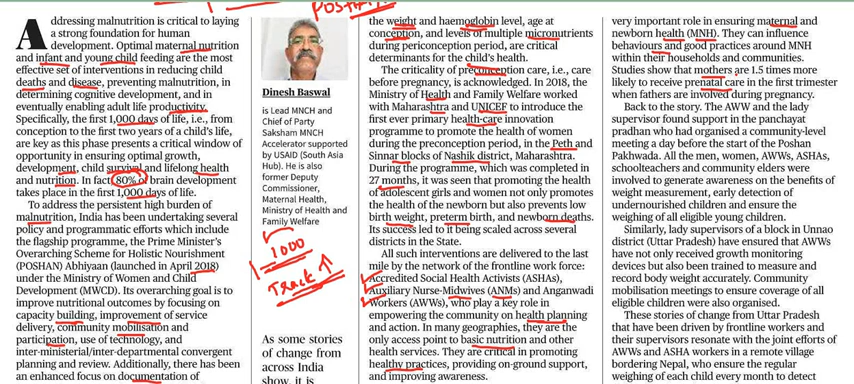 POSHAN
Addressing malnutrition is critical to laying
a strong foundation for human
development. Optimal maternal nutrition
and infant and young child feeding are the most
effective set of interventions in reducing child
deaths and disease, preventing malnutrition, in
determining cognitive development, and in
eventually enabling adult life productivity.
Specifically, the first 1,000 days of life, i.e., from
conception to the first two years of a child's life,
are key as this phase presents a critical window of
opportunity in ensuring optimal growth,
development, child survival and lifelong health
and nutrition. In fact 80% of brain development
takes place in the first 1,000 days of life.
To address the persistent high burden of
malnutrition, India has been undertaking several
policy and programmatic efforts which include
the flagship programme, the Prime Minister's
Overarching Scheme for Holistic Nourishment
(POSHAN) Abhiyaan (launched in April 2018)
under the Ministry of Women and Child
Development (MWCD). Its overarching goal is to
improve nutritional outcomes by focusing on
capacity building, improvement of service
delivery, community mobilisation and
participation, use of technology, and
inter-ministerial/inter-departmental convergent
planning and review. Additionally, there has been
an enhanced focus on documentation of
Dinesh Baswal
is Lead MNCH and
Chief of Party
Saksham MNCH
Accelerator supported
by USAID (South Asia
Hub). He is also
former Deputy
Commissioner,
Maternal Health,
Ministry of Health and
Family Welfare
1000
Track
As some stories
of change from
across India
show, it is
the weight and haemoglobin level, age at
conception, and levels of multiple micronutrients
during periconception period, are critical
determinants for the child's health.
The criticality of preconception care, i.e., care
before pregnancy, is acknowledged. In 2018, the
Ministry of Health and Family Welfare worked
with Maharashtra and UNICEF to introduce the
first ever primary health-care innovation
programme to promote the health of women
during the preconception period, in the Peth and
Sinnar blocks of Nashik district, Maharashtra.
During the programme, which was completed in
27 months, it was seen that promoting the health
of adolescent girls and women not only promotes
the health of the newborn but also prevents low
birth weight, preterm birth, and newborn deaths.
Its success led to it being scaled across several
districts in the State.
All such interventions are delivered to the last
mile by the network of the frontline work force:
Accredited Social Health Activists (ASHAs),
Auxiliary Nurse-Midwives (ANMs) and Anganwadi
Workers (AWWs), who play a key role in
empowering the community on health planning
and action. In many geographies, they are the
only access point to basic nutrition and other
health services. They are critical in promoting
healthy practices, providing on-ground support,
and improving awareness.
very important role in ensuring maternal and
newborn health (MNH). They can influence
behaviours and good practices around MNH
within their households and communities.
Studies show that mothers are 1.5 times more
likely to receive prenatal care in the first trimester
when fathers are involved during pregnancy.
Back to the story. The AWW and the lady
supervisor found support in the panchayat
pradhan who had organised a community-level
meeting a day before the start of the Poshan
Pakhwada. All the men, women, AWWs, ASHAs,
schoolteachers and community elders were
involved to generate awareness on the benefits of
weight measurement, early detection of
undernourished children and ensure the
weighing of all eligible young children.
Similarly, lady supervisors of a block in Unnao
district (Uttar Pradesh) have ensured that AWWs
have not only received growth monitoring
devices but also been trained to measure and
record body weight accurately. Community
mobilisation meetings to ensure coverage of all
eligible children were also organised.
These stories of change from Uttar Pradesh
that have been driven by frontline workers and
their supervisors resonate with the joint efforts of
AWWs and ASHA workers in a remote village
bordering Nepal, who ensure the regular
weighing of each child every month to detect